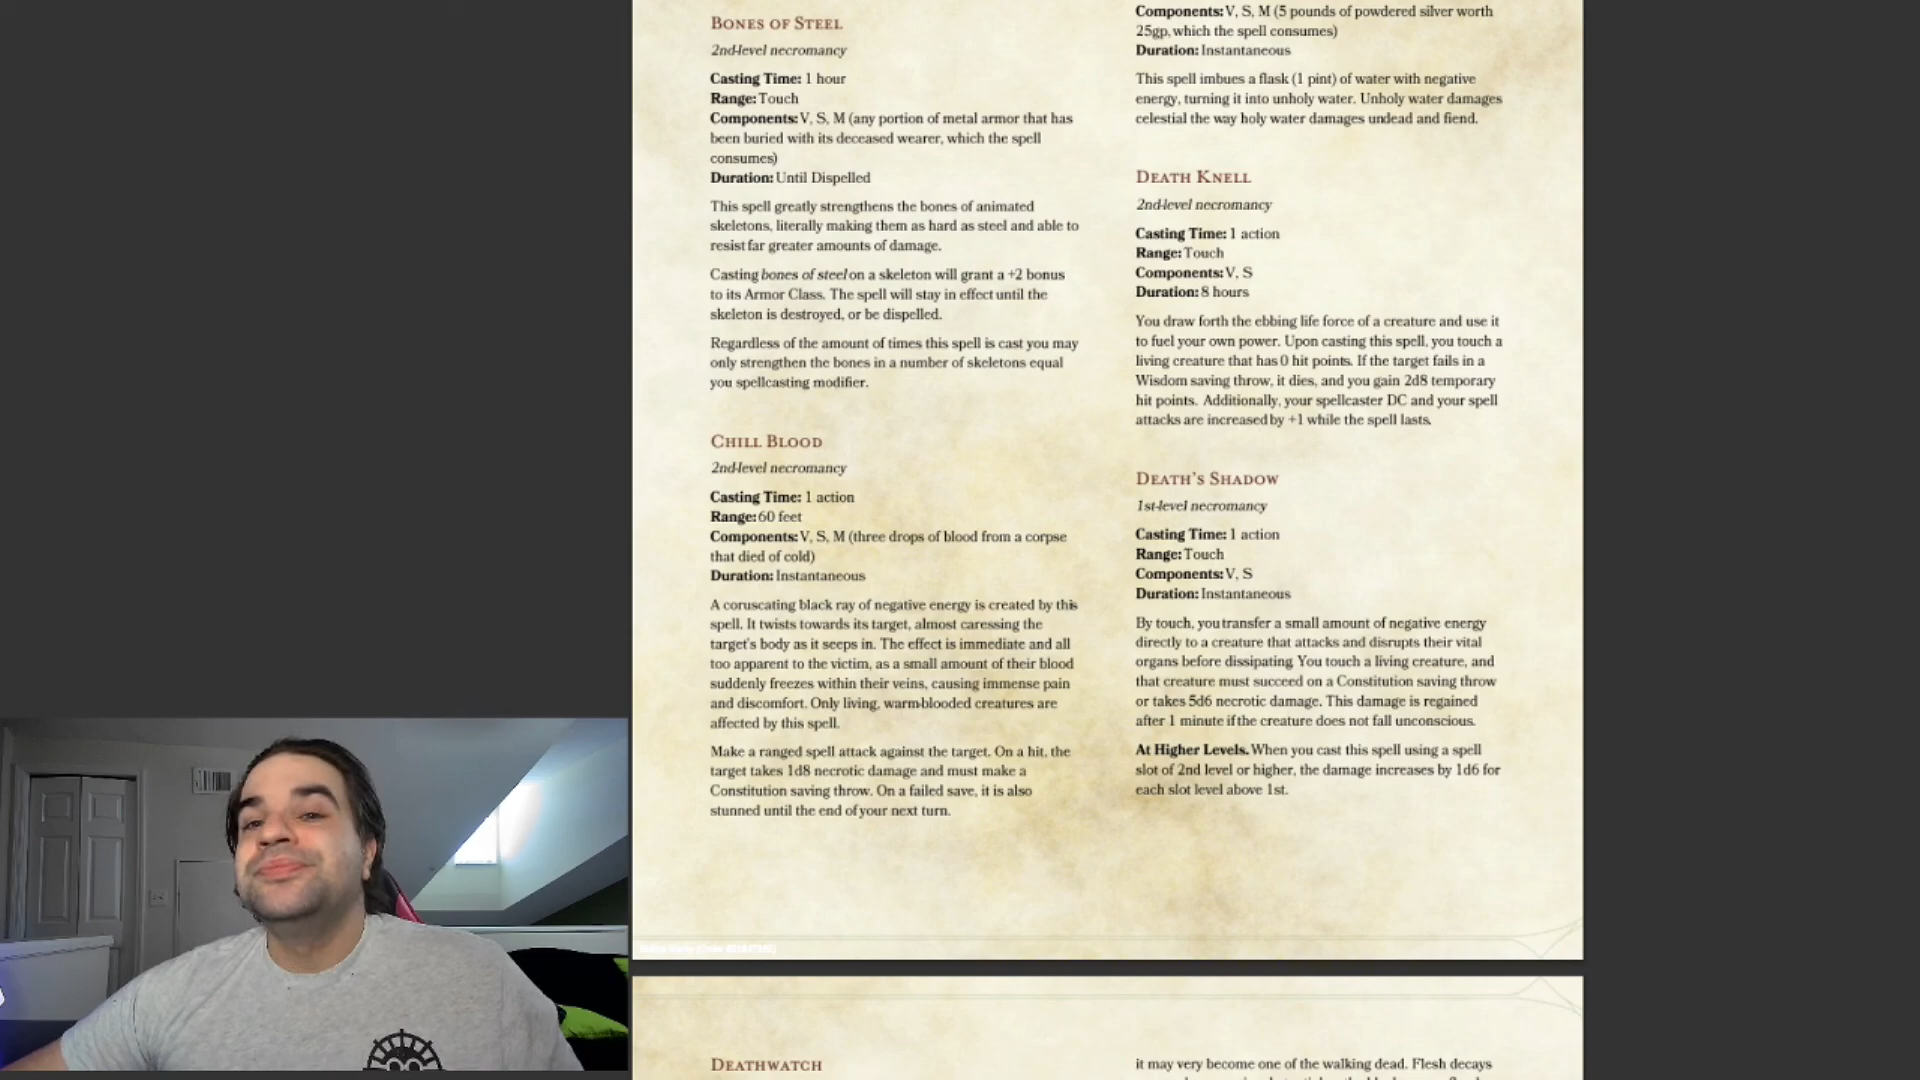 BONES OF STEEL
2nd-level necromancy
Casting Time: 1 hour
Range: Touch
Components: V, S, M (any portion of metal armor that has
been buried with its deceased wearer, which the spell
consumes)
Duration: Until Dispelled
This spell greatly strengthens the bones of animated
skeletons, literally making them as hard as steel and able to
resist far greater amounts of damage.
Casting bones of steel on a skeleton will grant a +2 bonus
to its Armor Class. The spell will stay in effect until the
skeleton is destroyed, or be dispelled.
Regardless of the amount of times this spell is cast you may
only strengthen the bones in a number of skeletons equal
you spellcasting modifier.
CHILL BLOOD
2nd-level necromancy
Casting Time: 1 action
Range: 60 feet
Components: V, S, M (three drops of blood from a corpse
that died of cold)
Duration: Instantaneous
A coruscating black ray of negative energy is created by this
spell. It twists towards its target, almost caressing the
target's body as it seeps in. The effect is immediate and all
too apparent to the victim, as a small amount of their blood
suddenly freezes within their veins, causing immense pain
and discomfort. Only living, warm-blooded creatures are
affected by this spell.
Make a ranged spell attack against the target. On a hit, the
target takes 1d8 necrotic damage and must make a
Constitution saving throw. On a failed save, it is also
stunned until the end of your next turn.
Components: V, S, M (5 pounds of powdered silver worth
25gp, which the spell consumes)
Duration: Instantaneous
This spell imbues a flask (1 pint) of water with negative
energy, turning it into unholy water. Unholy water damages
celestial the way holy water damages undead and fiend.
DEATH KNELL
2nd-level necromancy
Casting Time: 1 action
Range: Touch
Components: V, S
Duration: 8 hours
You draw forth the ebbing life force of a creature and use it
to fuel your own power. Upon casting this spell, you touch a
living creature that has 0 hit points. If the target fails in a
Wisdom saving throw, it dies, and you gain 2d8 temporary
hit points. Additionally, your spellcaster DC and your spell
attacks are increased by +1 while the spell lasts.
DEATH'S SHADOW
1st-level necromancy
Casting Time: 1 action
Range: Touch
Components: V, S
Duration: Instantaneous
By touch, you transfer a small amount of negative energy
directly to a creature that attacks and disrupts their vital
organs before dissipating. You touch a living creature, and
that creature must succeed on a Constitution saving throw
or takes 5d6 necrotic damage. This damage is regained
after 1 minute if the creature does not fall unconscious.
At Higher Levels. When you cast this spell using a spell
slot of 2nd level or higher, the damage increases by 1d6 for
each slot level above 1st.
DEATHWATCH
it may very become one of the walking dead. Flesh decays